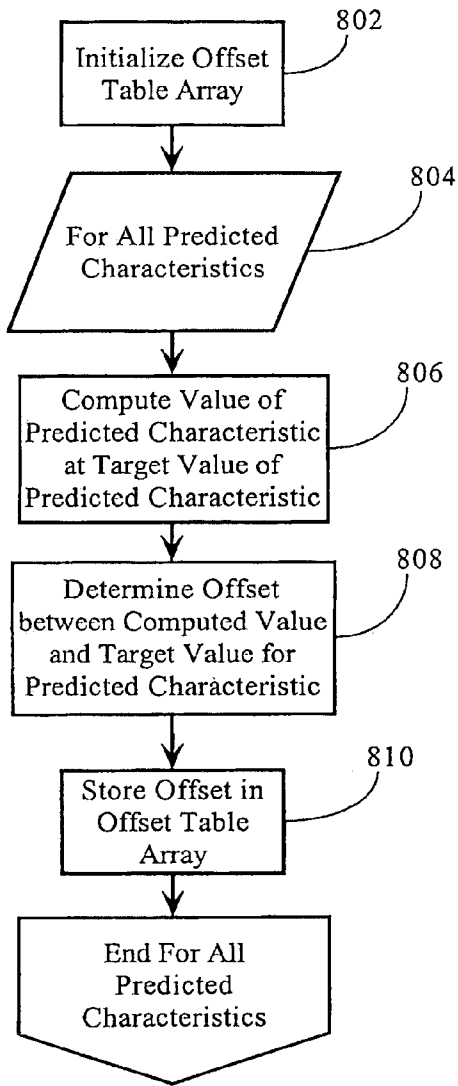 802
Initialize Offset
Table Array
804
For All Predicted
Characteristics
806
Compute Value of
Predicted Characteristic
at Target Value of
Predicted Characteristic
808
Determine Offset
between Computed Value
and Target Value for
Predicted Characteristic
810
Store Offset in
Offset Table
Array
End For All
Predicted
Characteristics